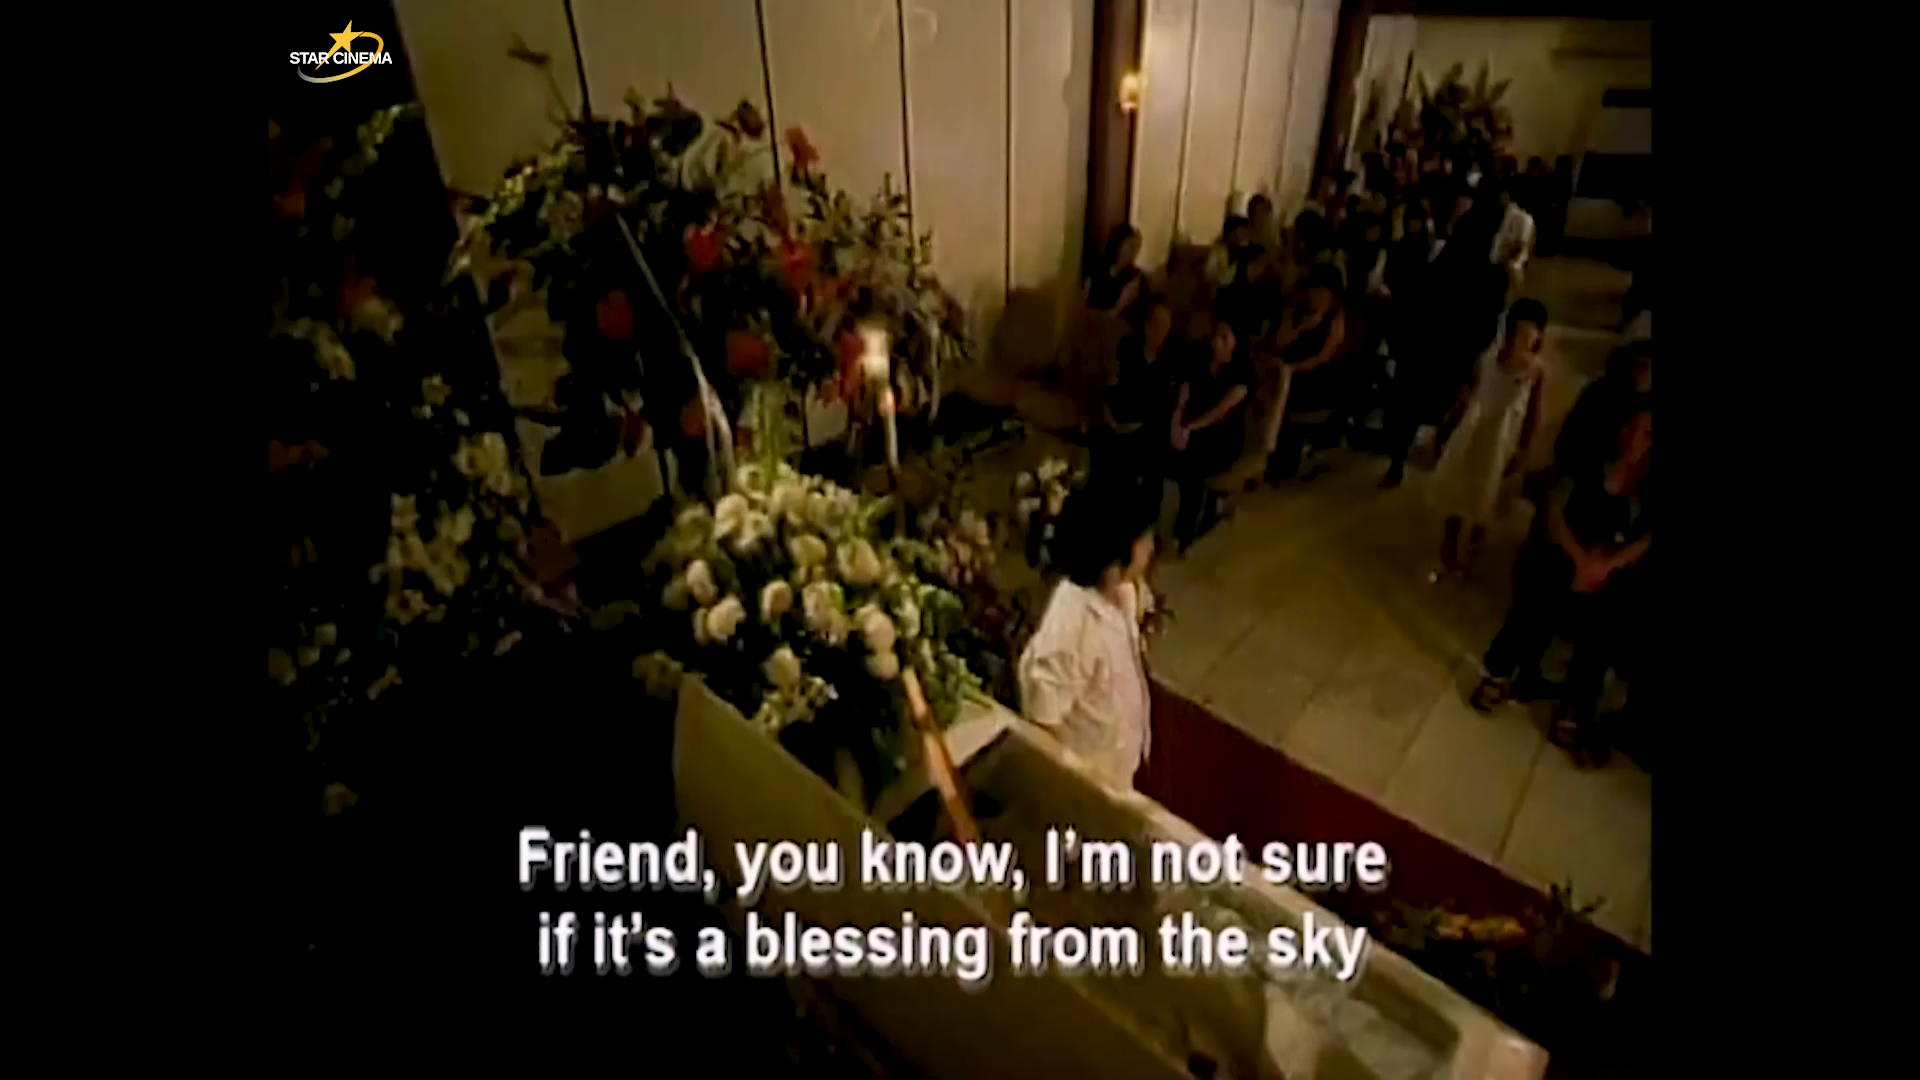 STAR CINEMA
Friend, you know, I'm not sure
if it's a blessing from the sky